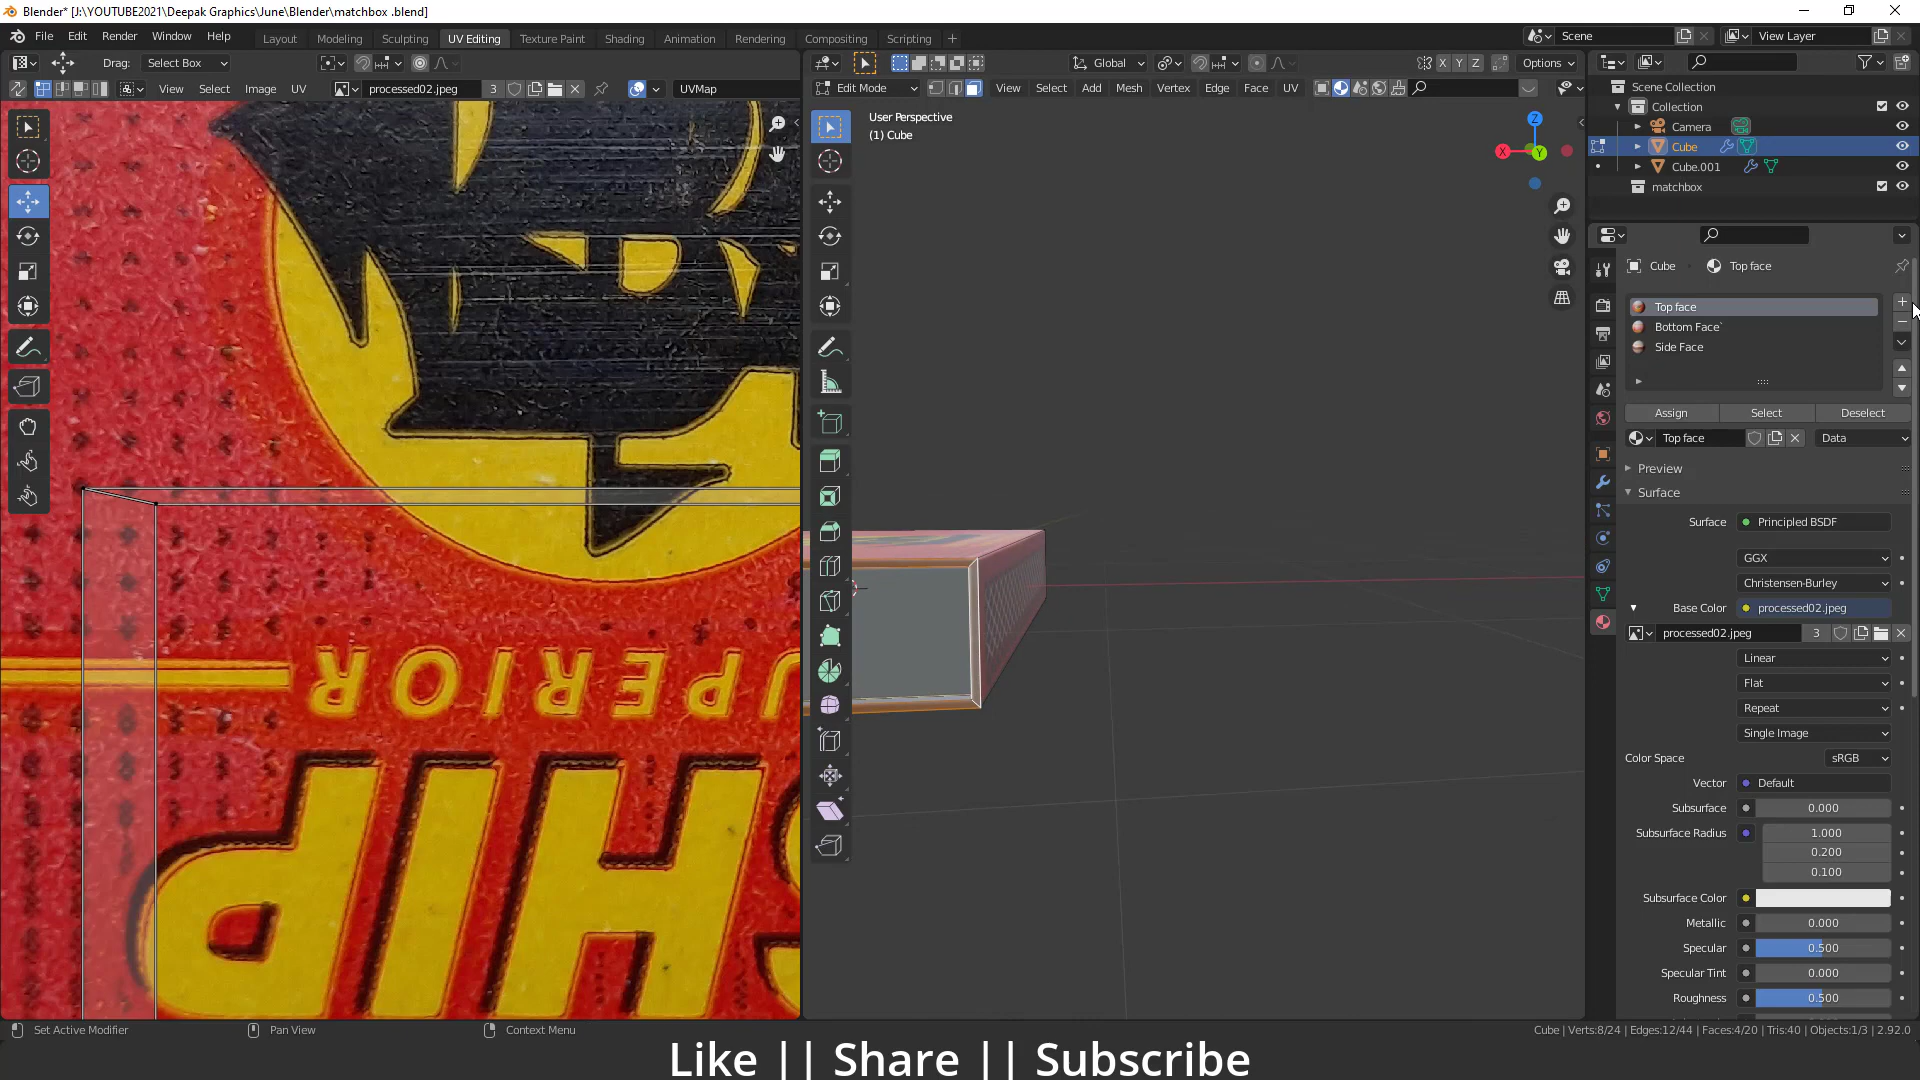 Blender* [J:\YOUTUBE2021\Deepak Graphics\June\Blender\matchbox .blend]
File Edit Render Window Help Layout Modeling Sculpting UV Editing Texture Paint Shading Animation Rendering Compositing Scripting Scene View Layer
Drag: Select Box Global X Y Z Options
View Select Image UV processed02.jpeg 3 UVMap Edit Mode View Select Add Mesh Vertex Edge Face UV
Scene Collection
Collection
Camera
Cube
Cube.001
matchbox
User Perspective
(1) Cube
Z
X
Y
Cube Top face
Top face
Bottom Face`
Side Face
Assign Select Deselect
Top face Data
Preview
Surface
Surface Principled BSDF
GGX
Christensen-Burley
Base Color processed02.jpeg
processed02.jpeg 3
Linear
Flat
Repeat
Single Image
Color Space sRGB
Vector Default
Subsurface 0.000
Subsurface Radius 1.000
0.200
0.100
Subsurface Color
Metallic 0.000
Specular 0.500
Specular Tint 0.000
Roughness 0.500
UPERIOR
SHIP
Set Active Modifier Pan View Context Menu Cube | Verts:8/24 | Edges:12/44 | Faces:4/20 | Tris:40 | Objects:1/3 | 2.92.0
Like || Share || Subscribe